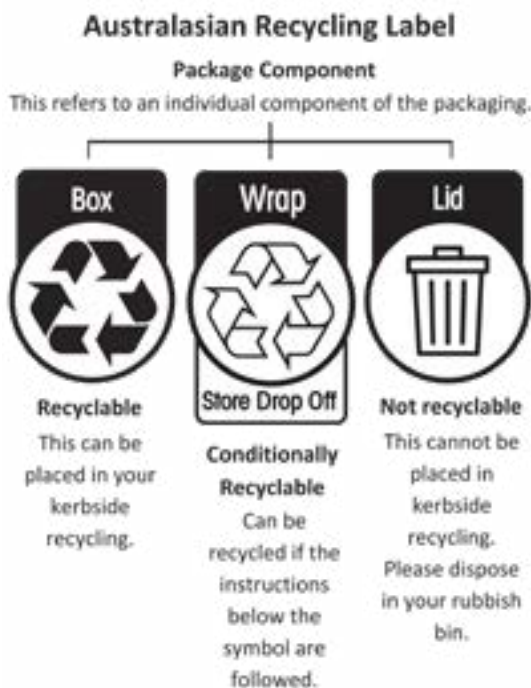 Australasian Recycling Label
Package Component
This refers to an individual component of the packaging.
Box
Wrap
Lid
Store Drop Off
Recyclable
This can be
placed in your
kerbside
recycling.
Conditionally
Recyclable
Can be
recycled if the
instructions
below the
symbol are
followed.
Not recyclable
This cannot be
placed in
kerbside
recycling.
Please dispose
in your rubbish
bin.